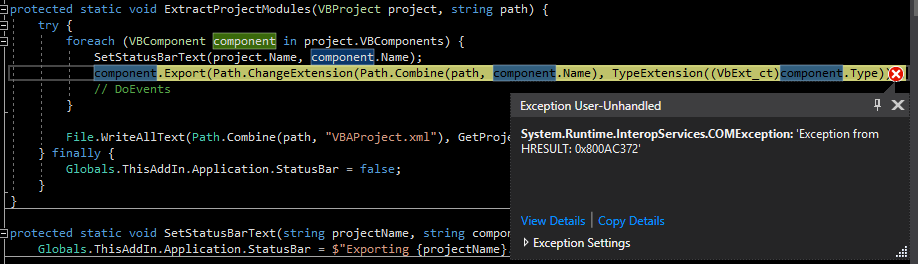 protected static void ExtractProjectModules(VBProject project, string path) {
try {
foreach (VBComponent component in project.VBComponents) {
SetStatusBarText(project.Name, component.Name);
component.Export(Path.ChangeExtension(Path.Combine(path, component.Name), TypeExtension((VbExt_ct)component.Type))
// DoEvents
}
Exception User-Unhandled
System.Runtime.InteropServices.COMException: 'Exception from
HRESULT: 0x800AC372'
View Details | Copy Details
Exception Settings
File.WriteAllText(Path.Combine(path, "VBAProject.xml"), GetProj
} finally {
Globals.ThisAddIn.Application.StatusBar = false;
}
}
protected static void SetStatusBarText(string projectName, string comp
Globals.ThisAddIn.Application.StatusBar = $"Exporting {projectName}